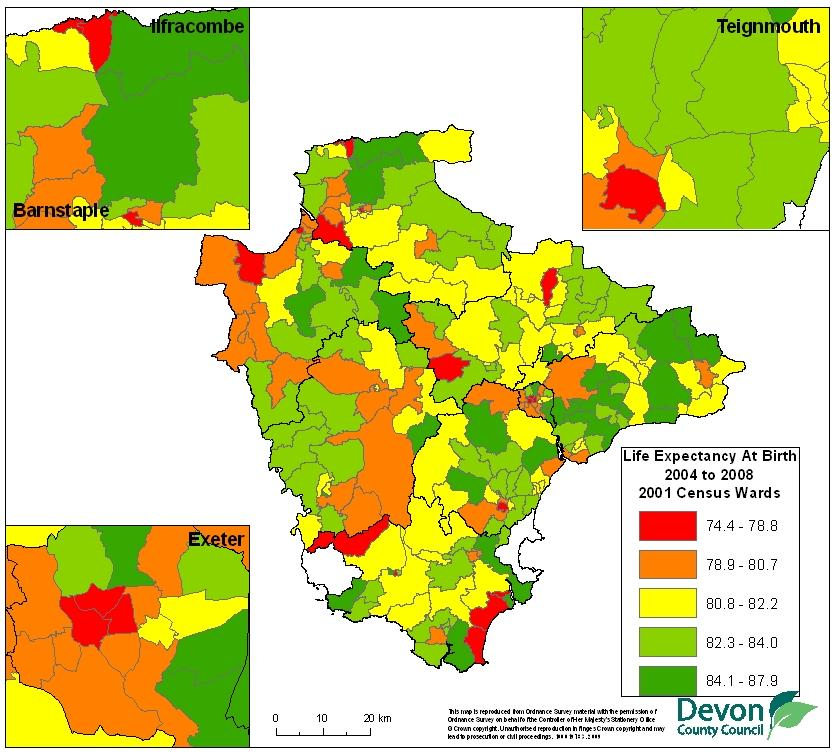 Ilfracombe
Barnstaple
Teignmouth
Exeter
Life Expectancy At Birth
2004 to 2008
2001 Census Wards
74.4 - 78.8
78.9 - 80.7
80.8 - 82.2
82.3 - 84.0
84.1 - 87.9
0 10 20 km
This map is reproduced from Ordnance Survey material with the permission of
Ordnance Survey on behalf of the Controller of Her Majesty's Stationery Office
© Crown copyright. Unauthorised reproduction infringes Crown copyright and may
lead to prosecution or civil proceedings.
Devon
County Council